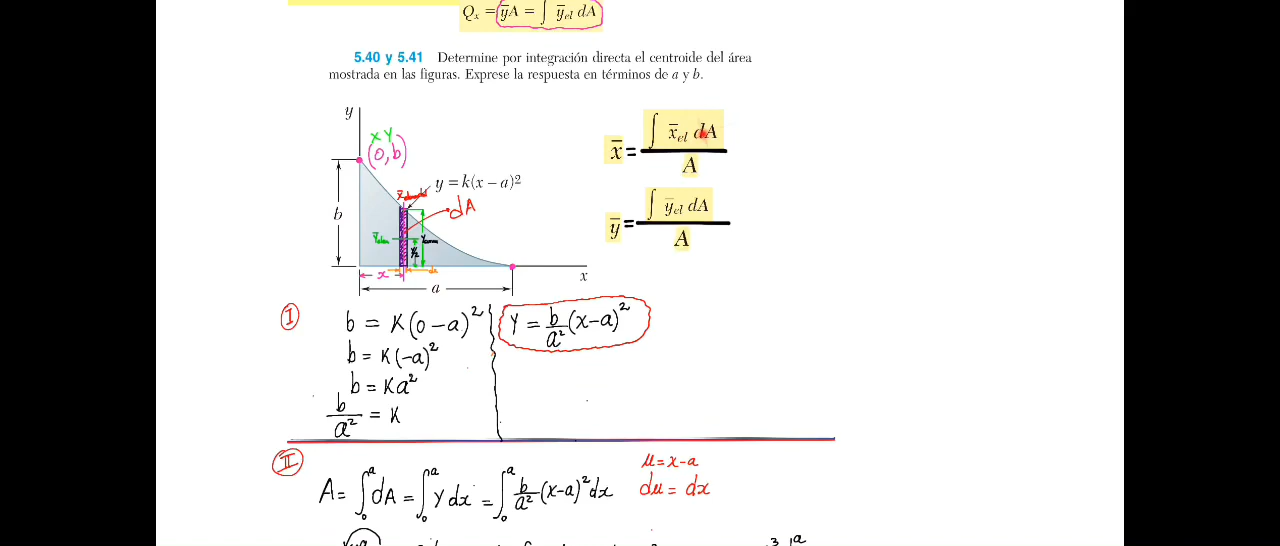 Qₓ = ȳA = ∫ ȳₑₗ dA
5.40 y 5.41 Determine por integración directa el centroide del área
mostrada en las figuras. Exprese la respuesta en términos de a y b.
y
x y
(0, b)
y = k(x − a)²
dA
b
y/2
x
dx
x
a
x̄ = ∫ x̄ₑₗ dA / A
ȳ = ∫ ȳₑₗ dA / A
I
b = K(0-a)²
b = K(-a)²
b = Ka²
b/a² = K
Y = b/a² (x-a)²
II
A = ∫₀ᵃ dA = ∫₀ᵃ Y dx = ∫₀ᵃ b/a² (x-a)² dx
u = x-a
du = dx